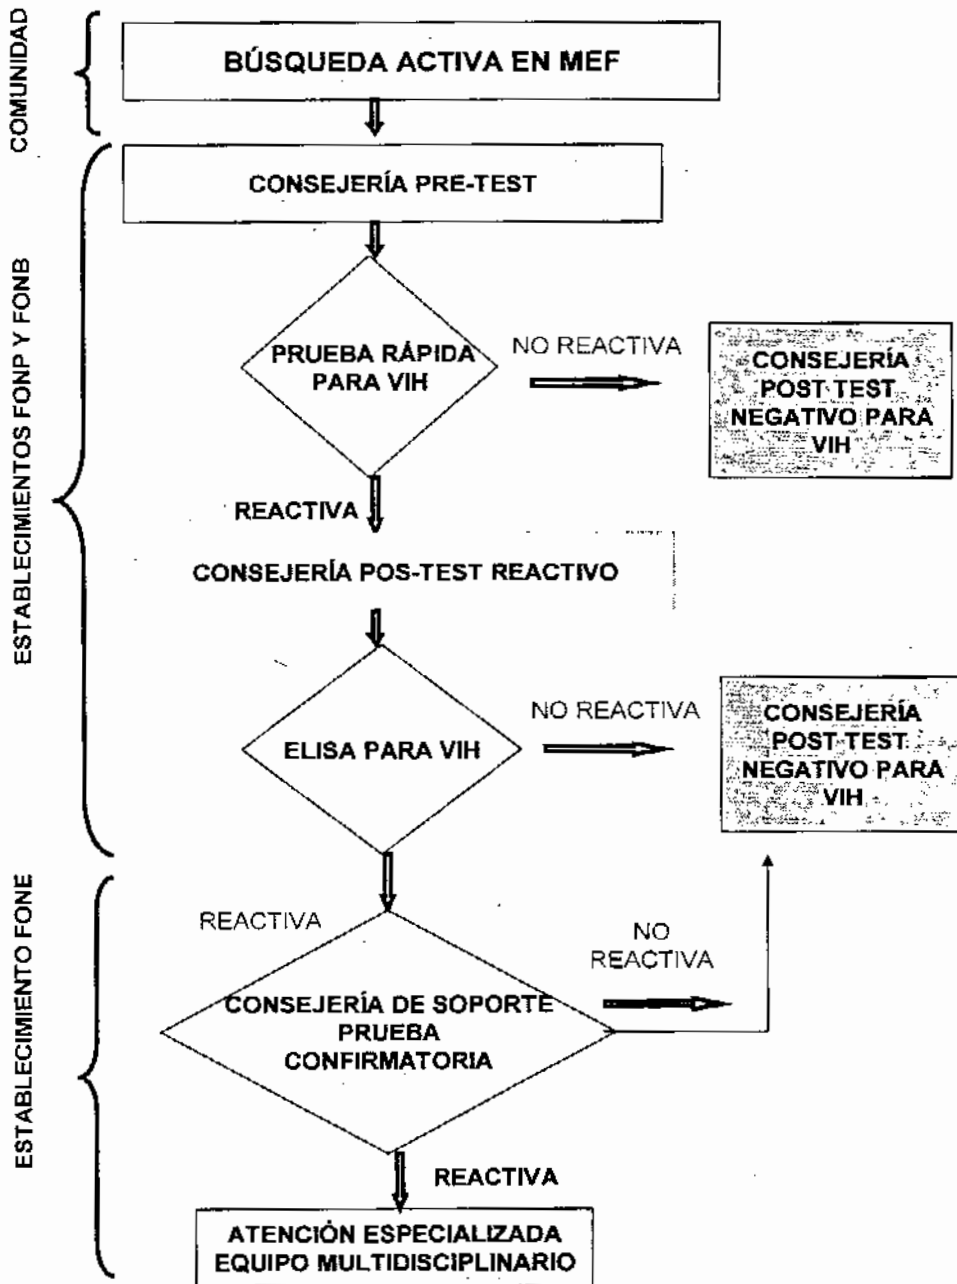 COMUNIDAD
BÚSQUEDA ACTIVA EN MEF
ESTABLECIMIENTOS FONP Y FONB
CONSEJERÍA PRE-TEST
PRUEBA RÁPIDA
PARA VIH
NO REACTIVA
CONSEJERÍA
POST TEST
NEGATIVO PARA
VIH
REACTIVA
CONSEJERÍA POS-TEST REACTIVO
ELISA PARA VIH
NO REACTIVA
CONSEJERÍA
POST TEST
NEGATIVO PARA
VIH
ESTABLECIMIENTO FONE
REACTIVA
CONSEJERÍA DE SOPORTE
PRUEBA
CONFIRMATORIA
NO
REACTIVA
REACTIVA
ATENCIÓN ESPECIALIZADA
EQUIPO MULTIDISCIPLINARIO